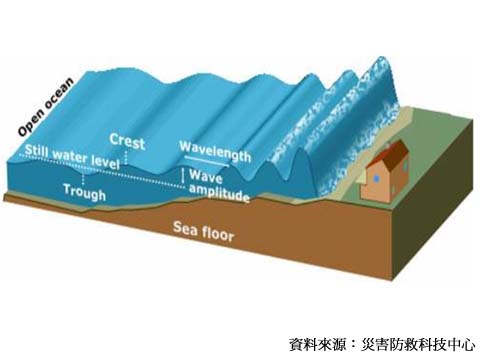 Open ocean
Crest
Still water level
Wavelength
Trough
Wave
amplitude
Sea floor
資料來源：災害防救科技中心